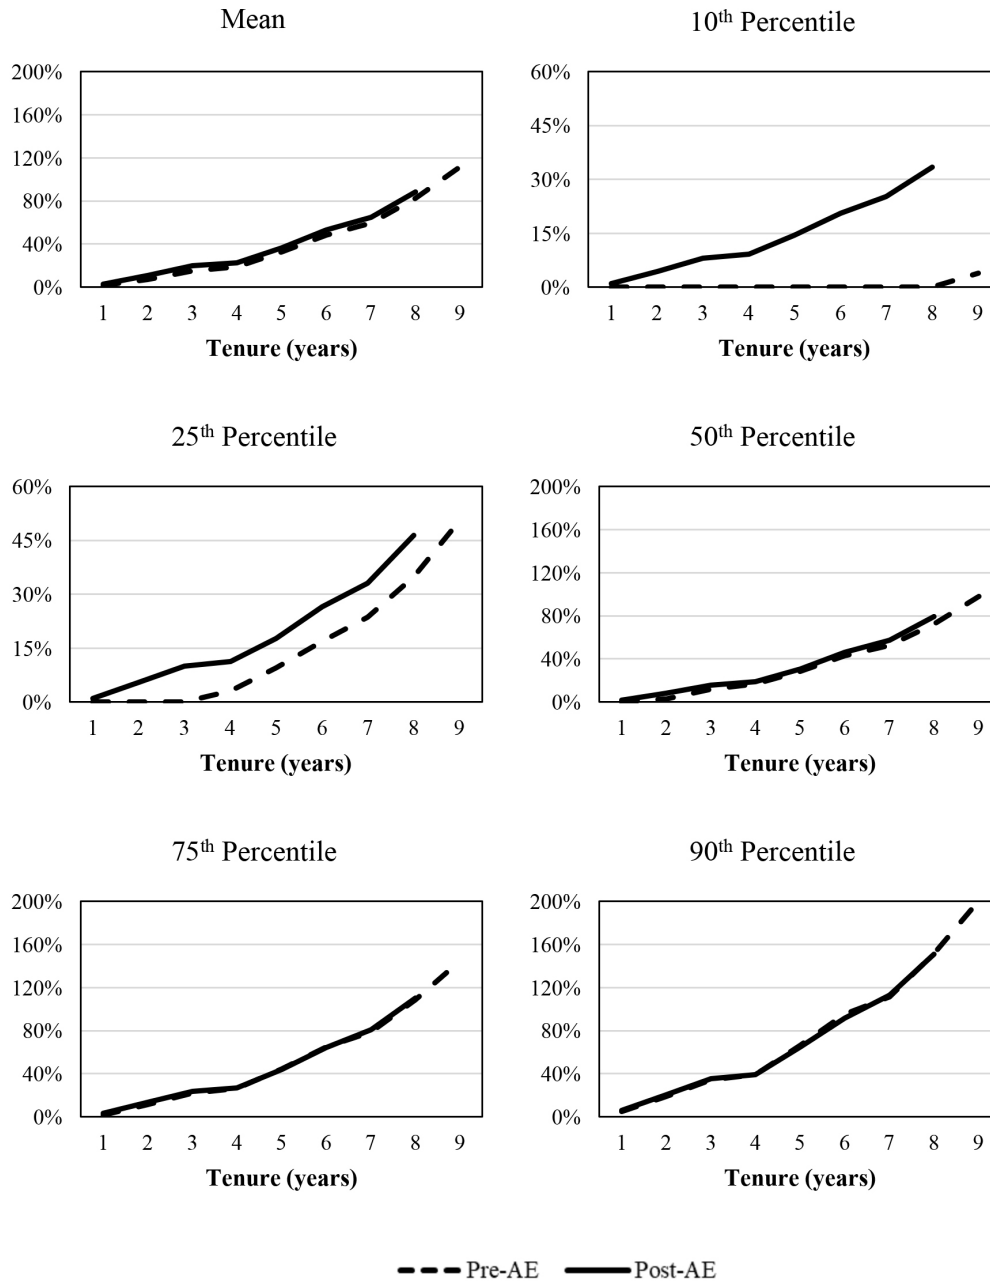 Mean
200%
160%
120%
80%
40%
0%
1 2 3 4 5 6 7 8 9
Tenure (years)
10th Percentile
60%
45%
30%
15%
0%
1 2 3 4 5 6 7 8 9
Tenure (years)
25th Percentile
60%
45%
30%
15%
0%
1 2 3 4 5 6 7 8 9
Tenure (years)
50th Percentile
200%
160%
120%
80%
40%
0%
1 2 3 4 5 6 7 8 9
Tenure (years)
75th Percentile
200%
160%
120%
80%
40%
0%
1 2 3 4 5 6 7 8 9
Tenure (years)
90th Percentile
200%
160%
120%
80%
40%
0%
1 2 3 4 5 6 7 8 9
Tenure (years)
Pre-AE Post-AE